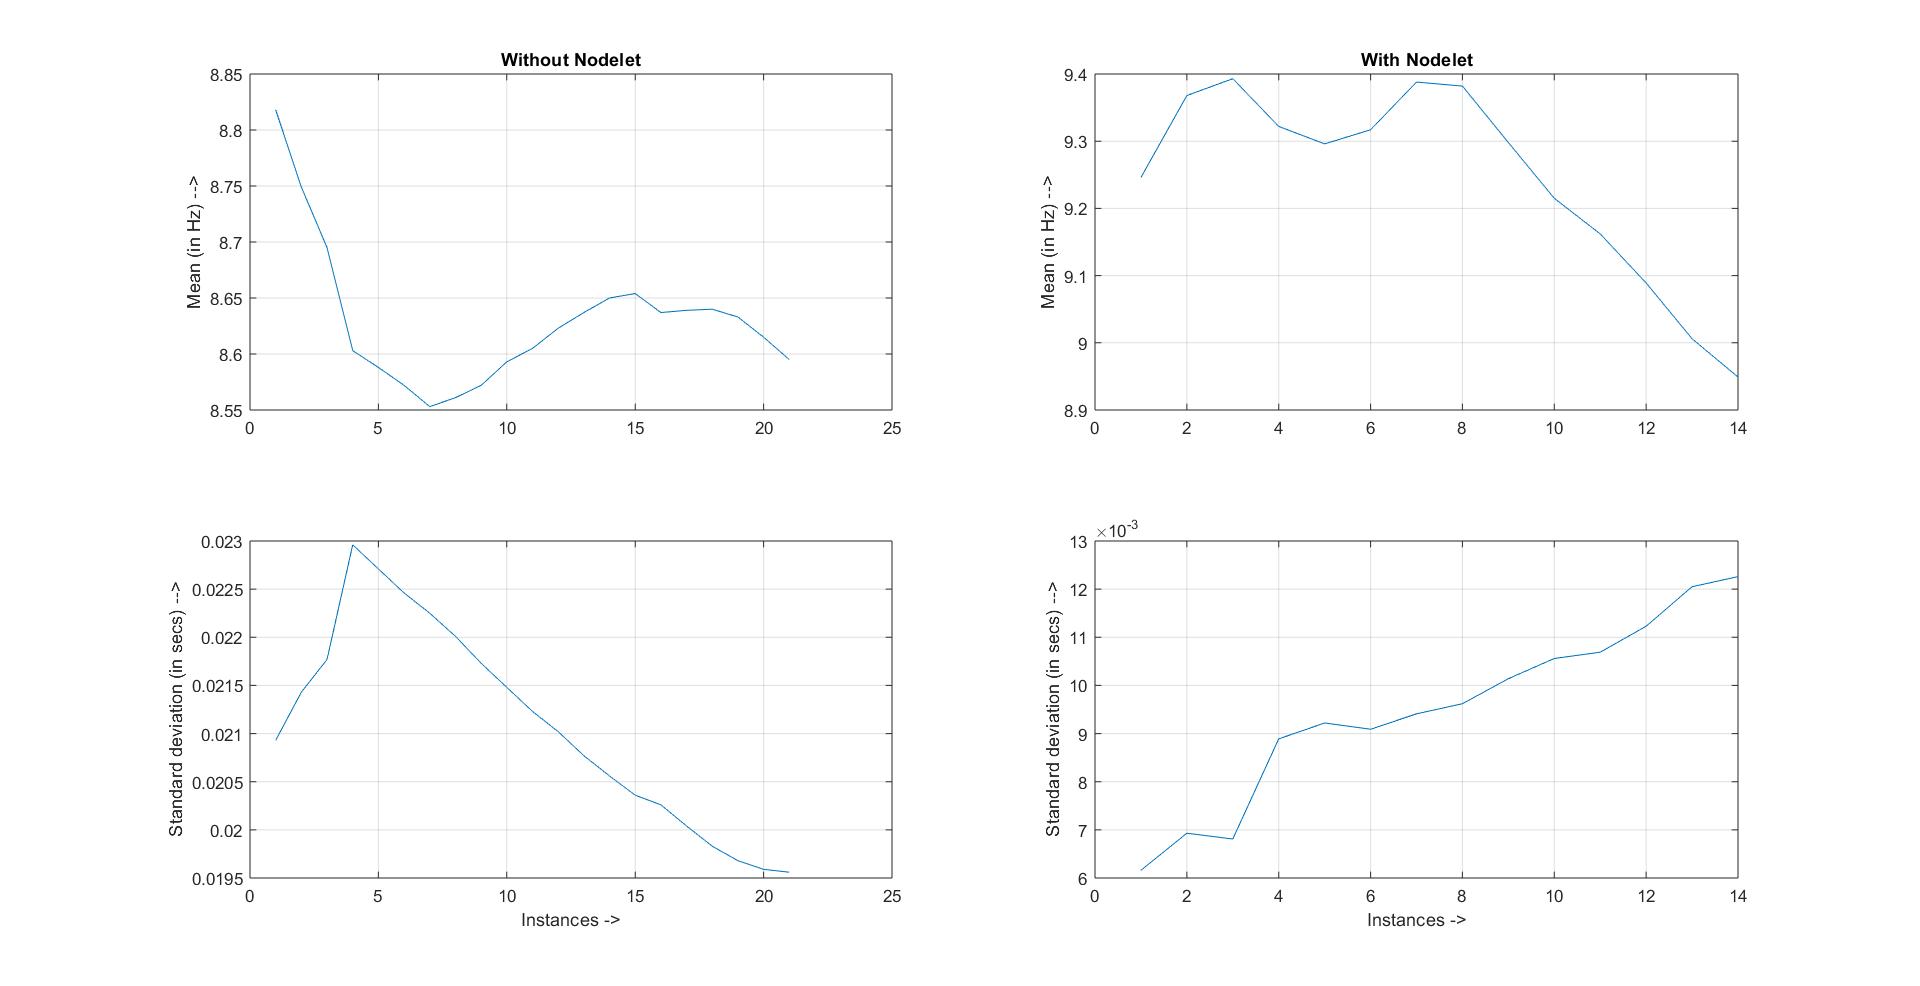 Without Nodelet
8.85
8.8
8.75
8.7
8.65
8.6
8.55
Mean (in Hz) -->
0 5 10 15 20 25
With Nodelet
9.4
9.3
9.2
9.1
9
8.9
Mean (in Hz) -->
0 2 4 6 8 10 12 14
0.023
0.0225
0.022
0.0215
0.021
0.0205
0.02
0.0195
Standard deviation (in secs) -->
0 5 10 15 20 25
Instances ->
×10-3
13
12
11
10
9
8
7
6
Standard deviation (in secs) -->
0 2 4 6 8 10 12 14
Instances ->